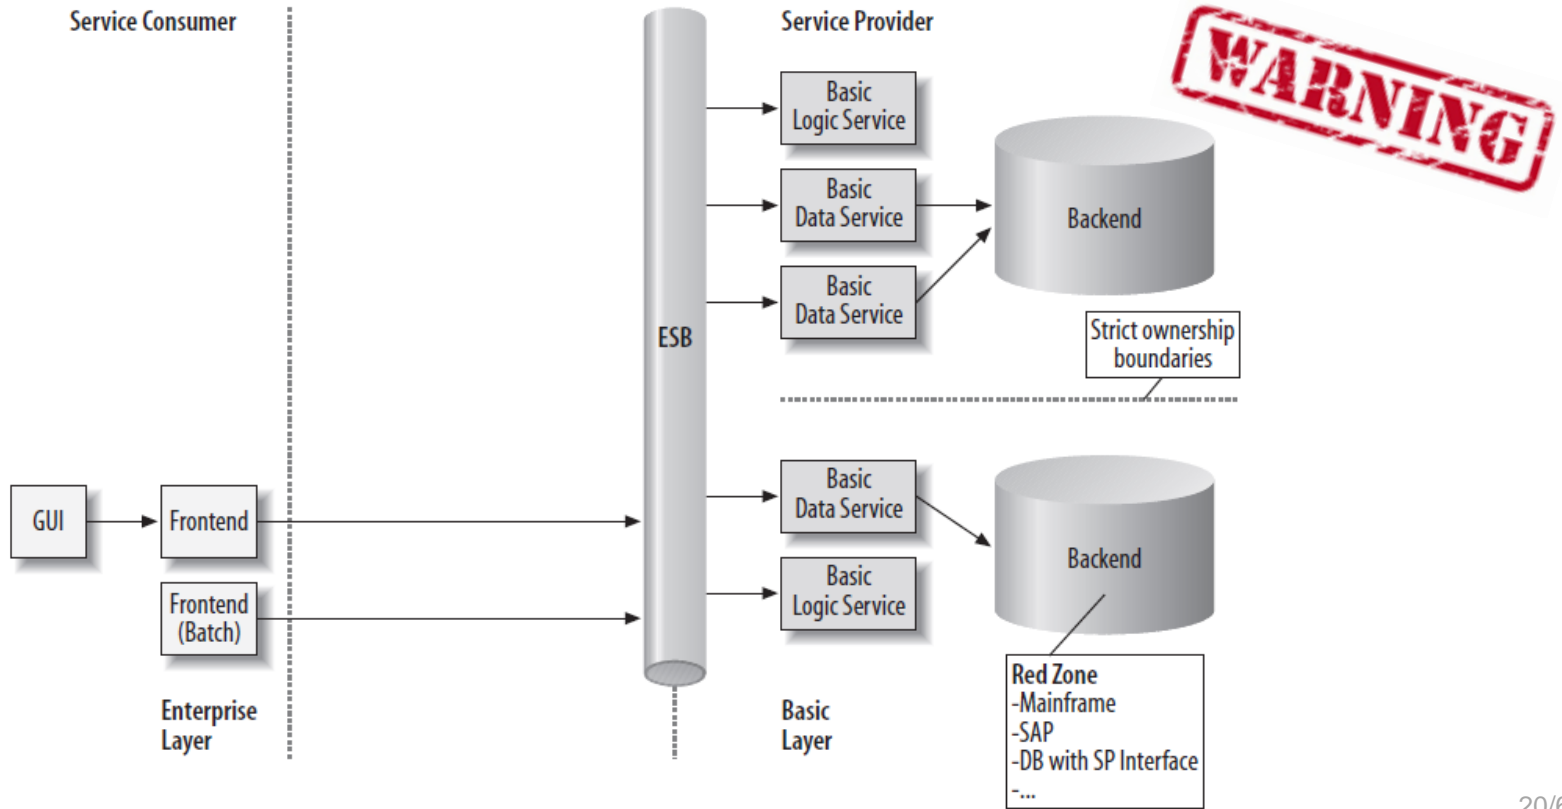 Service Consumer
Service Provider
WARNING
Basic
Logic Service
Basic
Data Service
Backend
Basic
Data Service
Strict ownership
boundaries
ESB
Basic
Data Service
GUI
Frontend
Backend
Basic
Logic Service
Frontend
(Batch)
Red Zone
-Mainframe
-SAP
-DB with SP Interface
-...
Enterprise
Layer
Basic
Layer